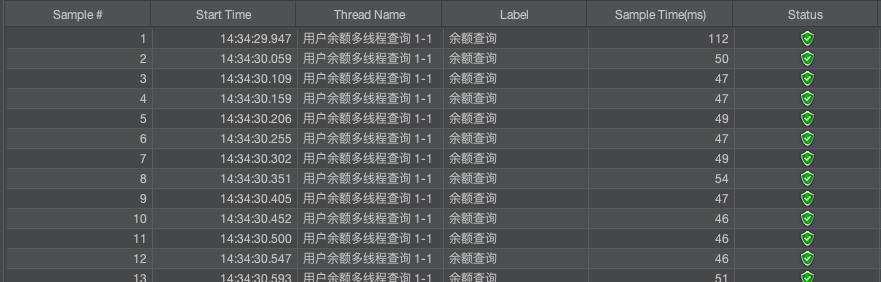 Sample # Start Time Thread Name Label Sample Time(ms) Status
1 14:34:29.947 用户余额多线程查询 1-1 余额查询 112
2 14:34:30.059 用户余额多线程查询 1-1 余额查询 50
3 14:34:30.109 用户余额多线程查询 1-1 余额查询 47
4 14:34:30.159 用户余额多线程查询 1-1 余额查询 47
5 14:34:30.206 用户余额多线程查询 1-1 余额查询 49
6 14:34:30.255 用户余额多线程查询 1-1 余额查询 47
7 14:34:30.302 用户余额多线程查询 1-1 余额查询 49
8 14:34:30.351 用户余额多线程查询 1-1 余额查询 54
9 14:34:30.405 用户余额多线程查询 1-1 余额查询 47
10 14:34:30.452 用户余额多线程查询 1-1 余额查询 46
11 14:34:30.500 用户余额多线程查询 1-1 余额查询 46
12 14:34:30.547 用户余额多线程查询 1-1 余额查询 46
13 14:34:30.593 用户余额多线程查询 1-1 余额查询 51